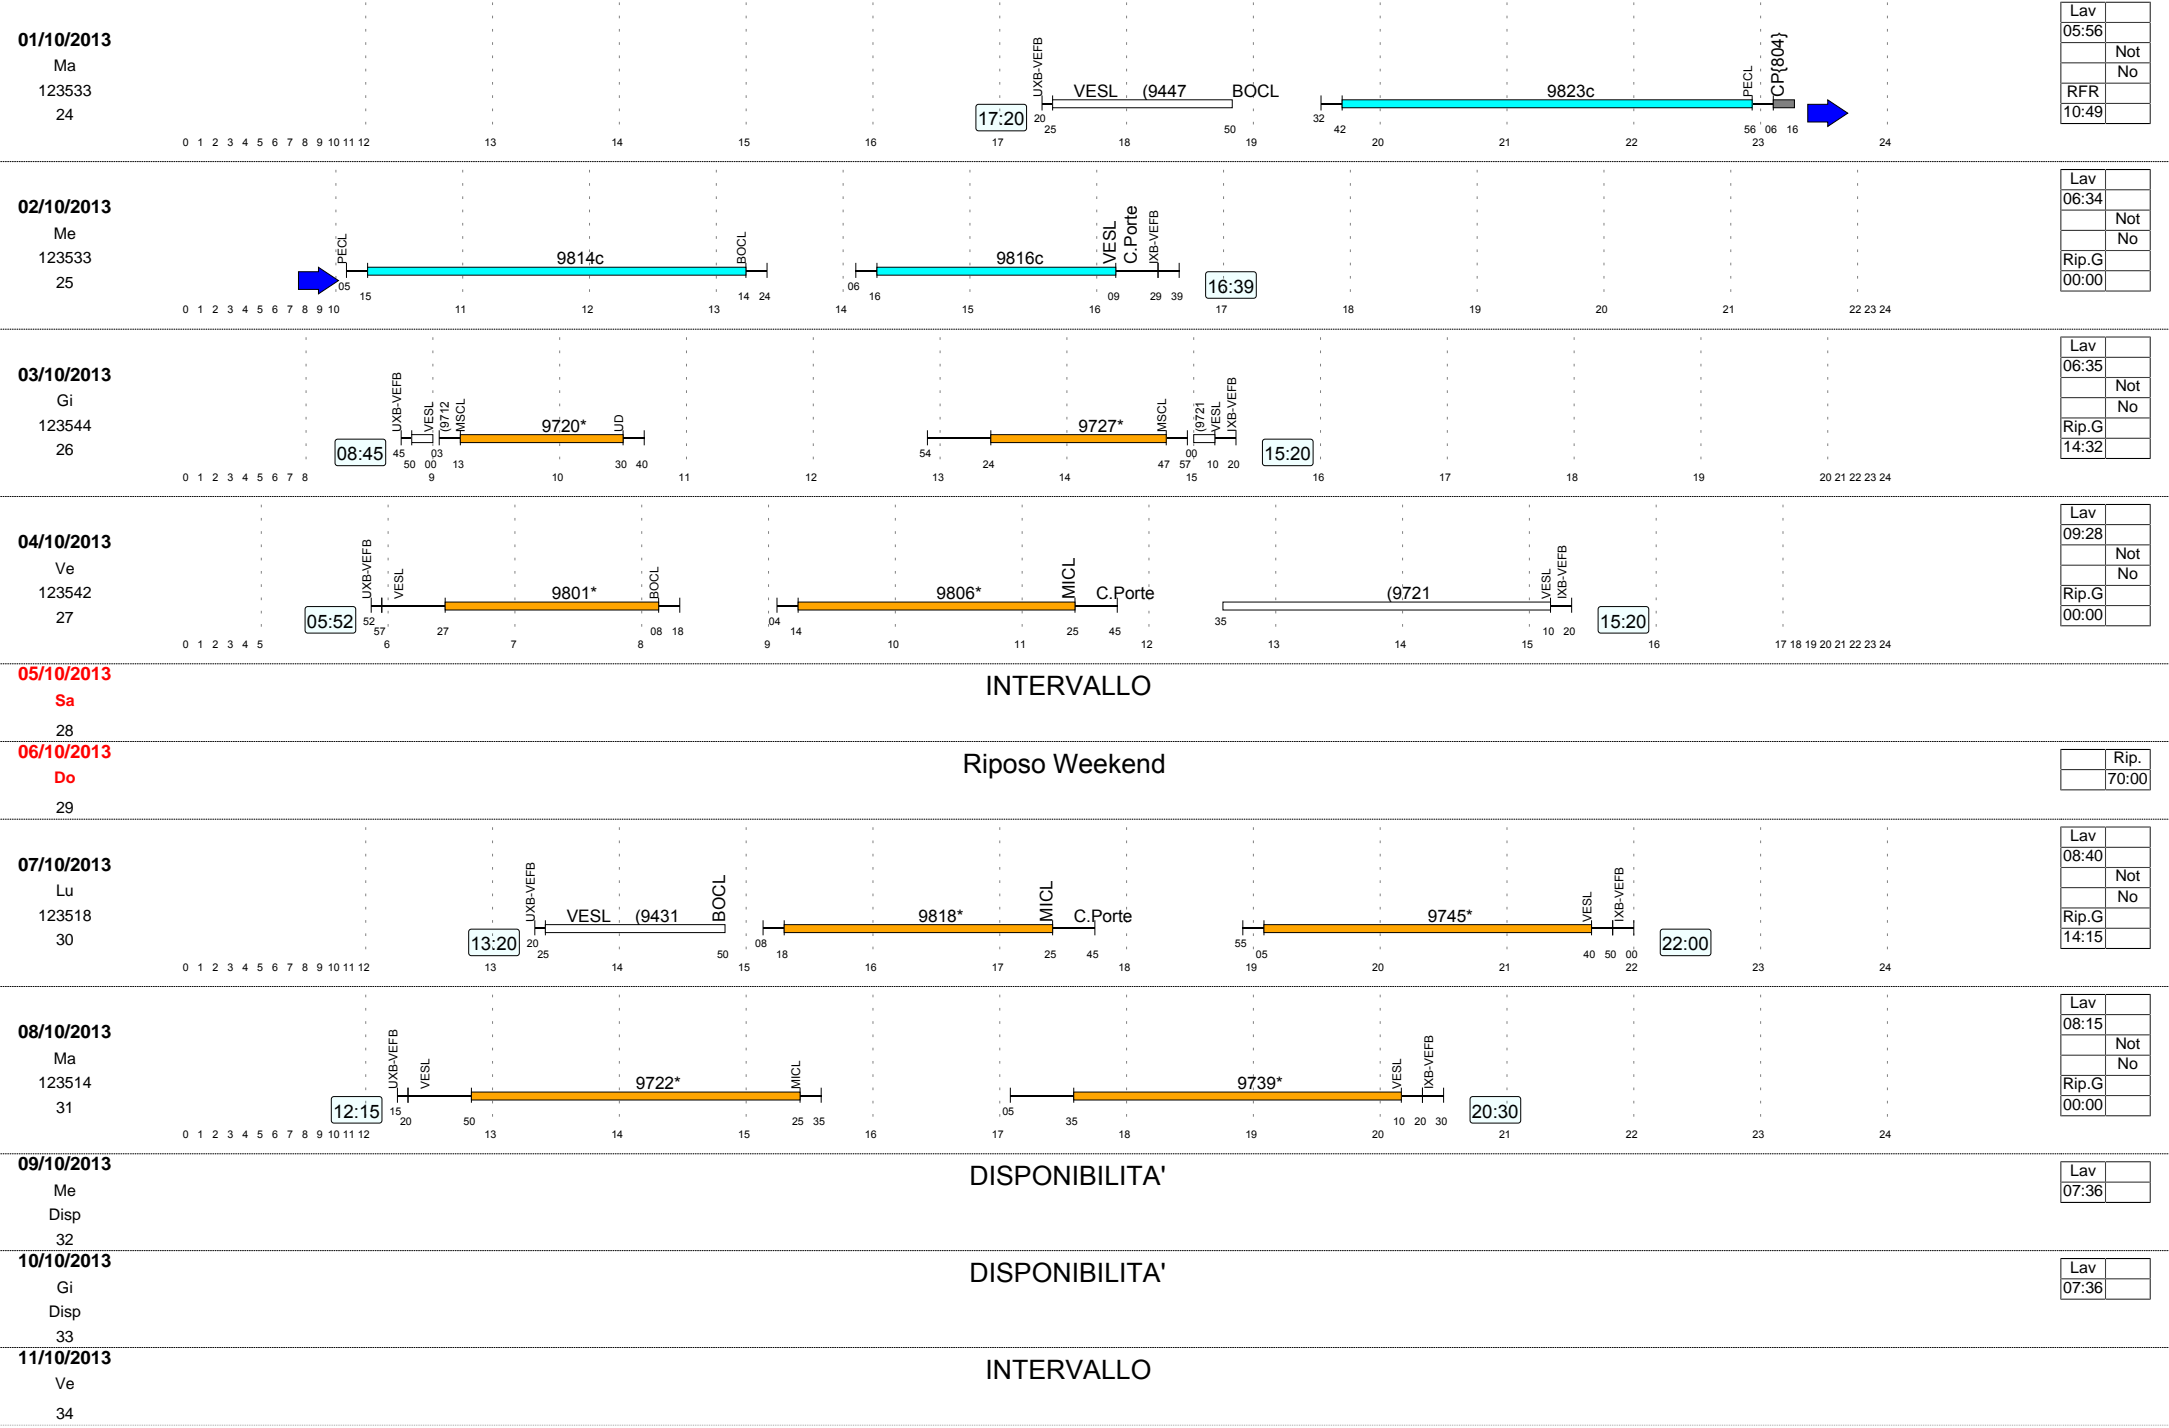 01/10/2013
Ma
123533
24
17:20
UXB-VEFB
VESL (9447 BOCL
9823c
PECL
CP{804}
20 25 50 32 42 56 06 16
0 1 2 3 4 5 6 7 8 9 10 11 12 13 14 15 16 17 18 19 20 21 22 23 24
Lav
05:56
Not
No
RFR
10:49
02/10/2013
Me
123533
25
PECL
9814c
BOCL
9816c
VESL
C.Porte
IXB-VEFB
16:39
05 15 14 24 06 16 09 29 39
0 1 2 3 4 5 6 7 8 9 10 11 12 13 14 15 16 17 18 19 20 21 22 23 24
Lav
06:34
Not
No
Rip.G
00:00
03/10/2013
Gi
123544
26
08:45
UXB-VEFB
VESL
(9712
MSCL
9720*
UD
9727*
MSCL
(9721
VESL
IXB-VEFB
15:20
45 50 00 03 13 30 40 54 24 47 57 00 10 20
0 1 2 3 4 5 6 7 8 9 10 11 12 13 14 15 16 17 18 19 20 21 22 23 24
Lav
06:35
Not
No
Rip.G
14:32
04/10/2013
Ve
123542
27
05:52
UXB-VEFB
VESL
9801*
BOCL
9806*
MICL
C.Porte
(9721
VESL
IXB-VEFB
15:20
52 57 27 08 18 04 14 25 45 35 10 20
0 1 2 3 4 5 6 7 8 9 10 11 12 13 14 15 16 17 18 19 20 21 22 23 24
Lav
09:28
Not
No
Rip.G
00:00
05/10/2013
Sa
28
INTERVALLO
06/10/2013
Do
29
Riposo Weekend
Rip.
70:00
07/10/2013
Lu
123518
30
13:20
UXB-VEFB
VESL (9431
BOCL
9818*
MICL
C.Porte
9745*
VESL
IXB-VEFB
22:00
20 25 50 08 18 25 45 55 05 40 50 00
0 1 2 3 4 5 6 7 8 9 10 11 12 13 14 15 16 17 18 19 20 21 22 23 24
Lav
08:40
Not
No
Rip.G
14:15
08/10/2013
Ma
123514
31
12:15
UXB-VEFB
VESL
9722*
MICL
9739*
VESL
IXB-VEFB
20:30
15 20 50 25 35 05 35 10 20 30
0 1 2 3 4 5 6 7 8 9 10 11 12 13 14 15 16 17 18 19 20 21 22 23 24
Lav
08:15
Not
No
Rip.G
00:00
09/10/2013
Me
Disp
32
DISPONIBILITA'
Lav
07:36
10/10/2013
Gi
Disp
33
DISPONIBILITA'
Lav
07:36
11/10/2013
Ve
34
INTERVALLO